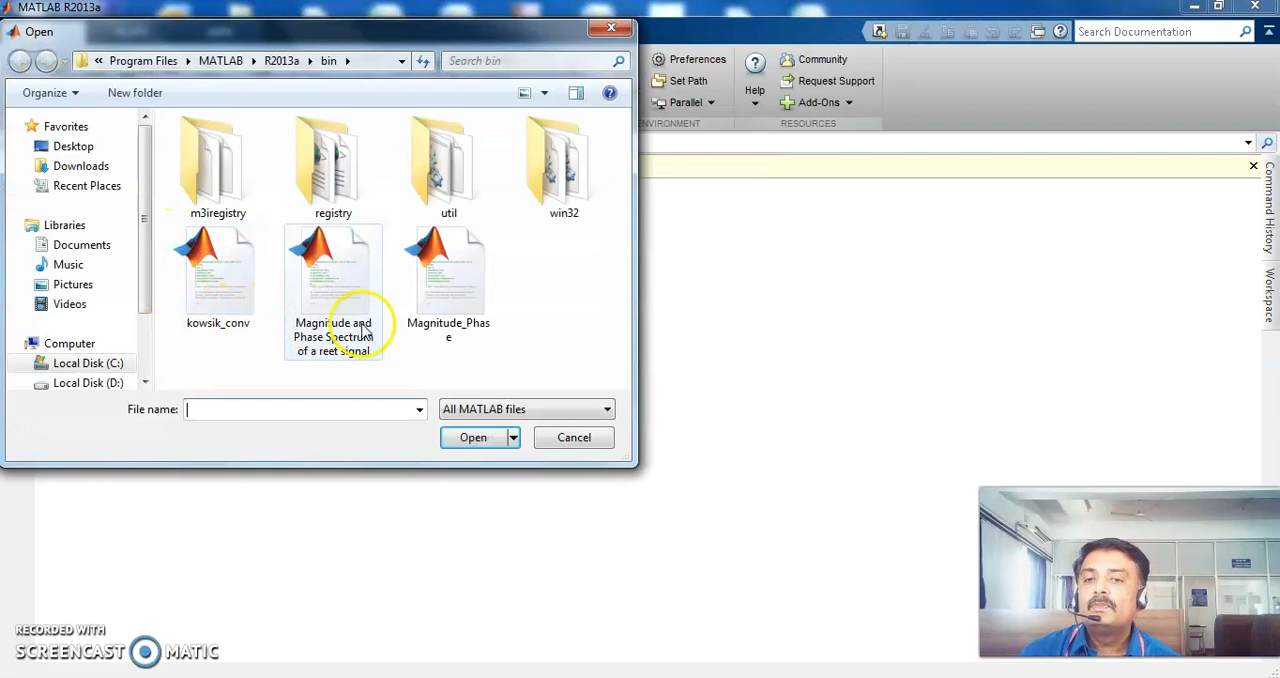 MATLAB R2013a
Open
« Program Files MATLAB R2013a bin
Search bin
Organize
New folder
Favorites
Desktop
Downloads
Recent Places
Libraries
Documents
Music
Pictures
Videos
Computer
Local Disk (C:)
Local Disk (D:)
m3iregistry
registry
util
win32
kowsik_conv
Magnitude and
Phase Spectrum
of a reet signal
Magnitude_Phas
e
File name:
All MATLAB files
Open
Cancel
Search Documentation
Preferences
Set Path
Parallel
Help
Community
Request Support
Add-Ons
RESOURCES
Command History
Workspace
RECORDED WITH
SCREENCAST MATIC